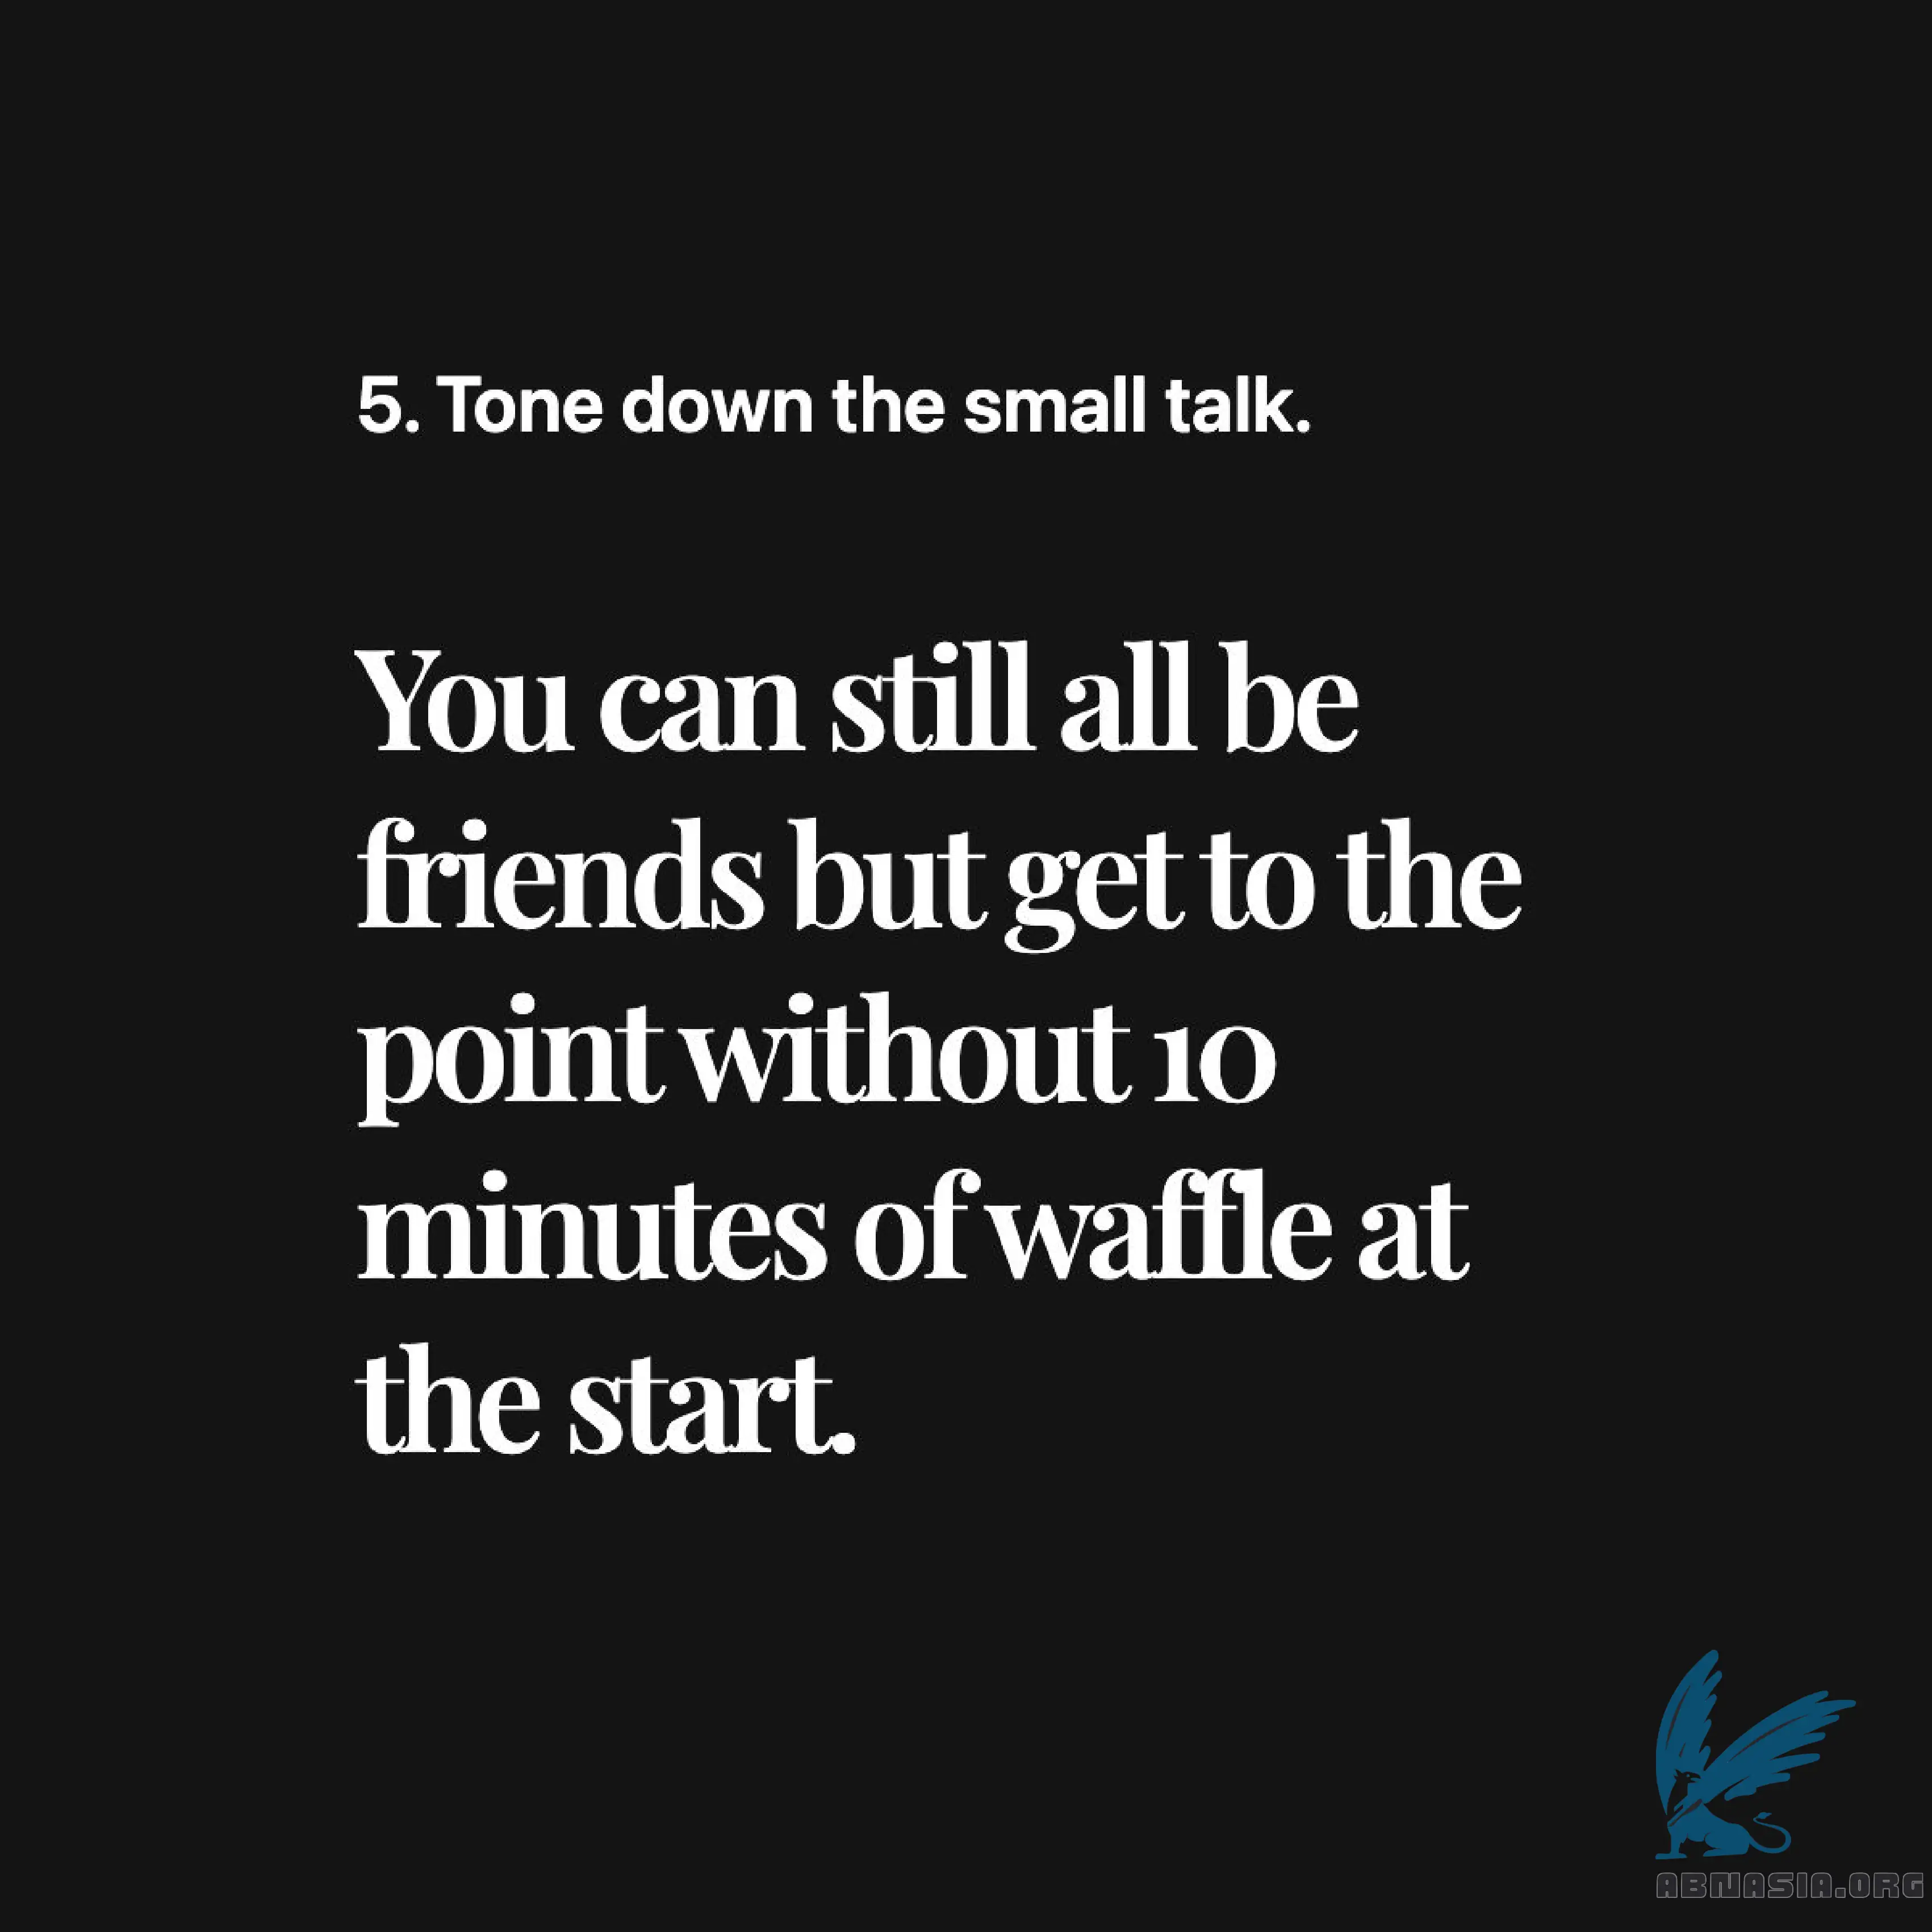 5. Tone down the small talk.
You can still all be
friends but get to the
point without 10
minutes of waffle at
the start.
ABNASIA.ORG